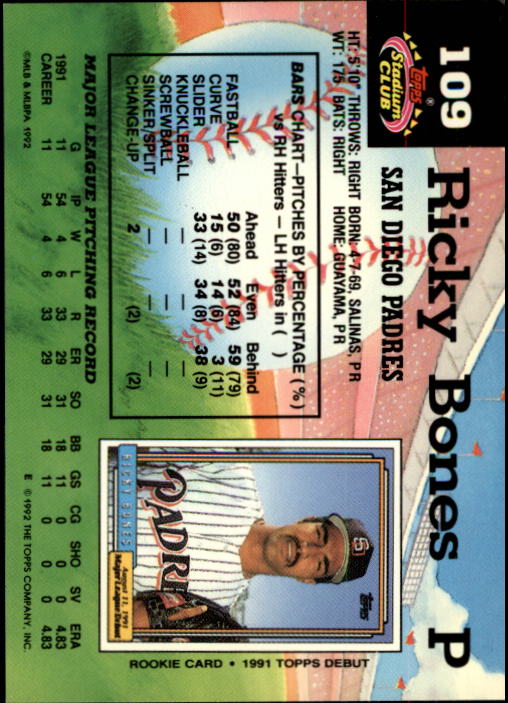 109
Ricky Bones P
Topps®
Stadium
CLUB
SAN DIEGO PADRES
HT: 5'10" THROWS: RIGHT BORN: 4-7-69, SALINAS, PR
WT: 175 BATS: RIGHT HOME: GUAYAMA, PR
BARS CHART—PITCHES BY PERCENTAGE (%)
vs RH Hitters — LH Hitters in ( )
Ahead Even Behind
FASTBALL 50 (80) 52 (84) 59 (79)
CURVE 15 (6) 14 (6) 3 (11)
SLIDER 33 (14) 34 (8) 38 (9)
KNUCKLEBALL — — —
SCREWBALL — — —
SINKER/SPLIT — — —
CHANGE-UP 2 (2) (2)
Topps
SD
PADRE
RICKY BONES
August 11, 1991
Major League Debut
ROOKIE CARD • 1991 TOPPS DEBUT
MAJOR LEAGUE PITCHING RECORD
G IP W L R ER SO BB GS CG SHO SV ERA
1991 11 54 4 6 33 29 31 18 11 0 0 0 4.83
CAREER 11 54 4 6 33 29 31 18 11 0 0 0 4.83
©MLB & MLBPA 1992
E © 1992 THE TOPPS COMPANY, INC.